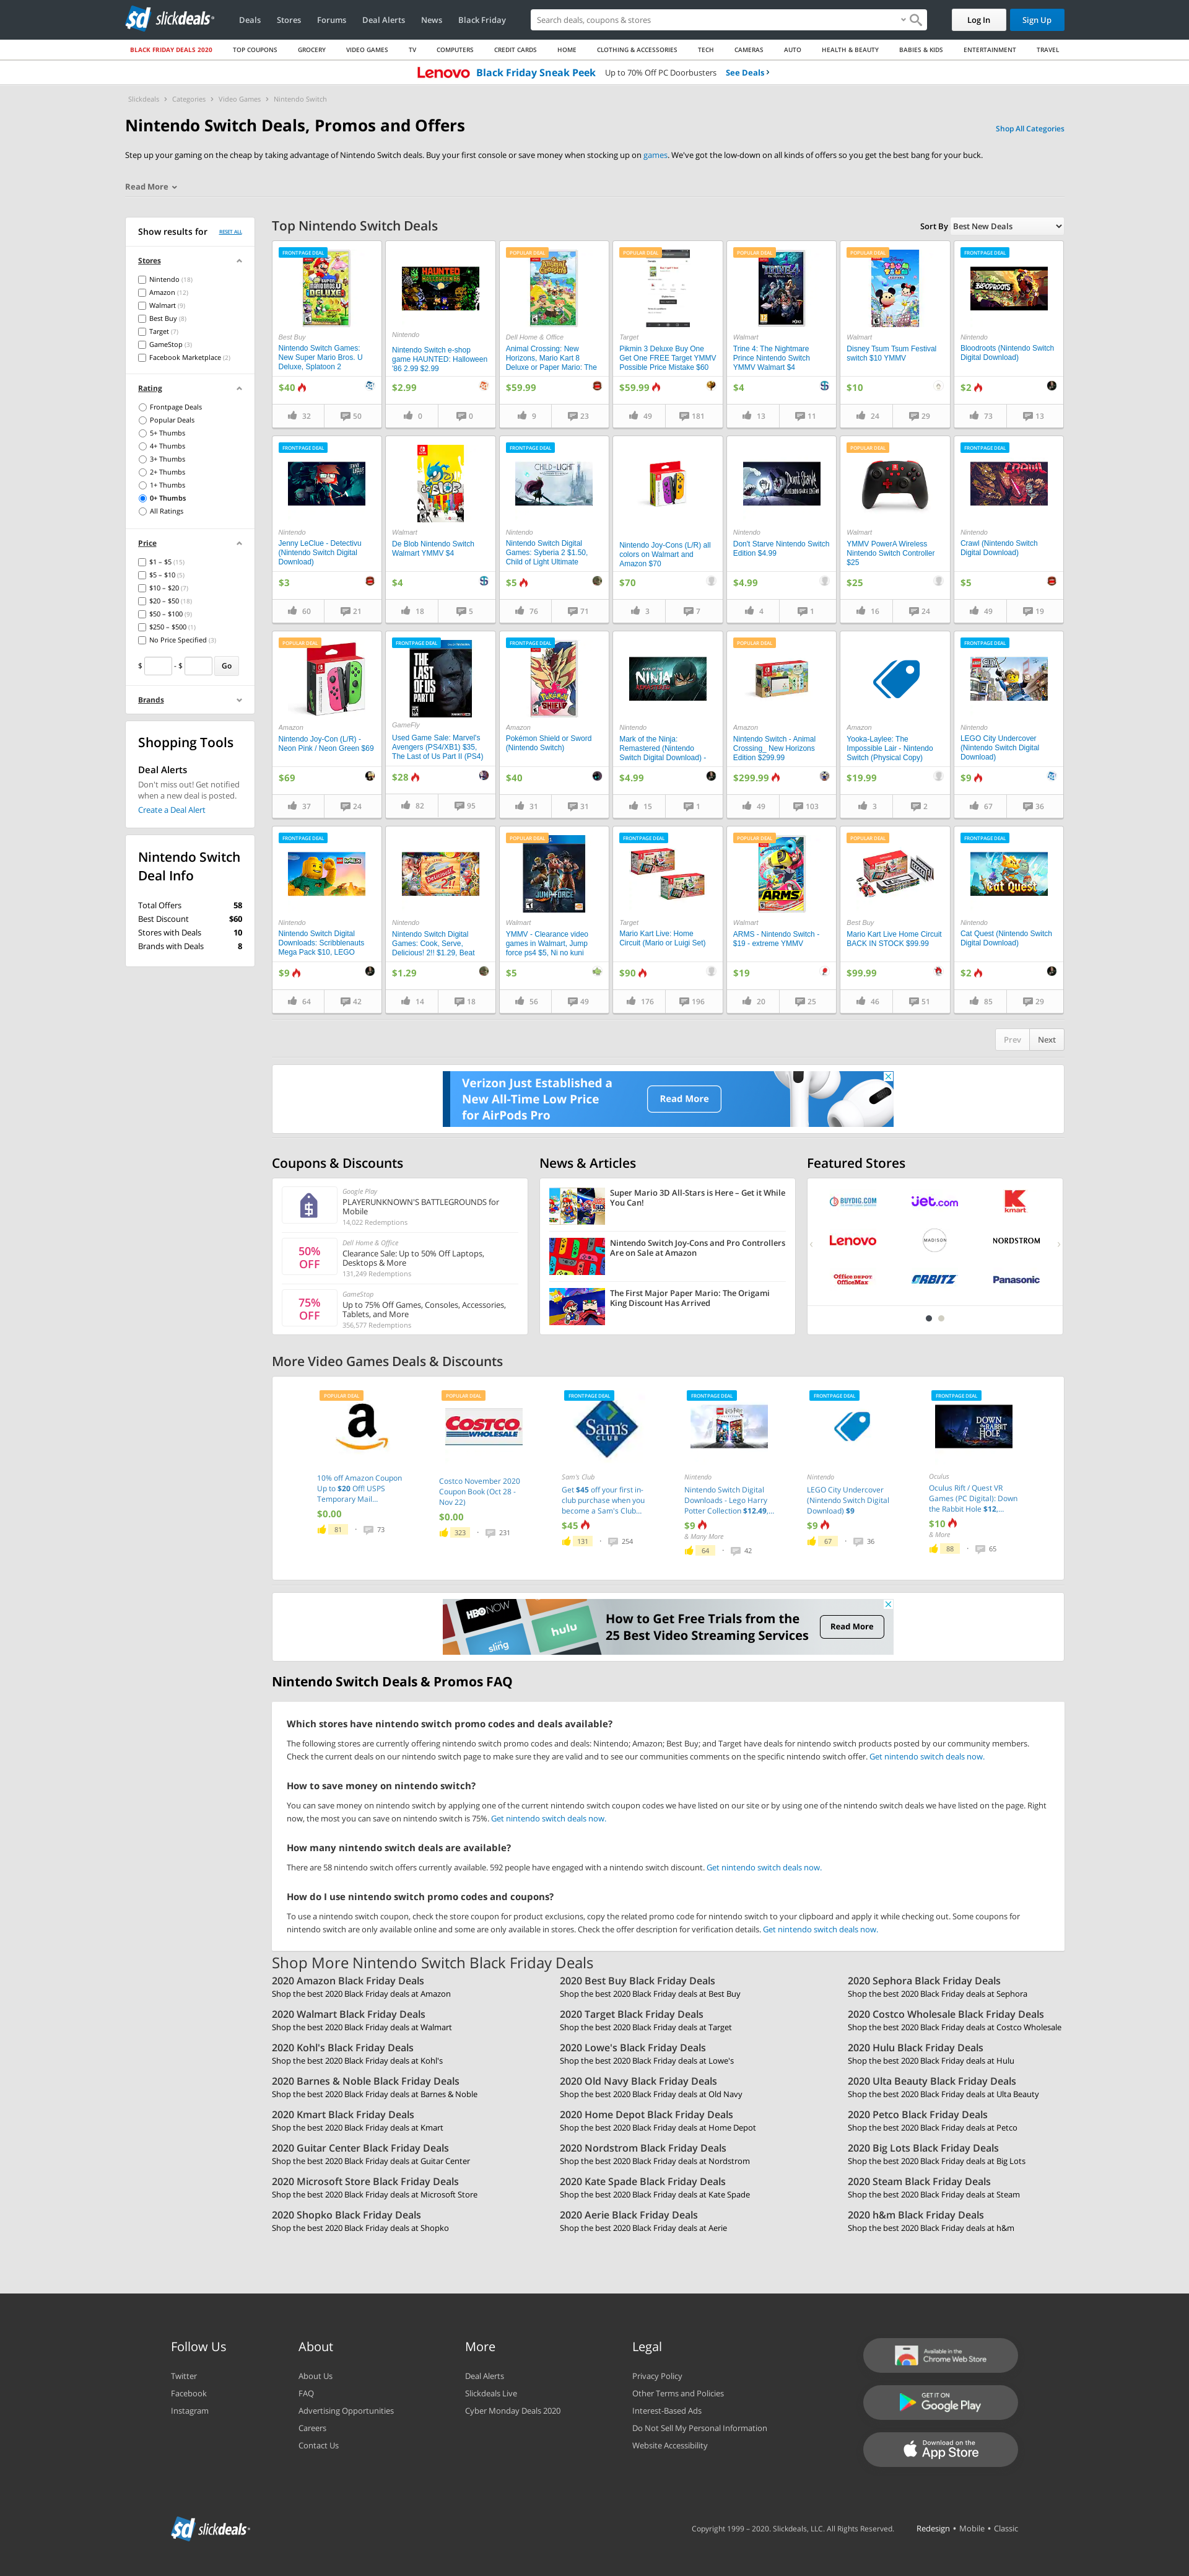 slickdeals
Deals Stores Forums Deal Alerts News Black Friday
Search deals, coupons & stores
Log In
Sign Up
BLACK FRIDAY DEALS 2020 TOP COUPONS GROCERY VIDEO GAMES TV COMPUTERS CREDIT CARDS HOME CLOTHING & ACCESSORIES TECH CAMERAS AUTO HEALTH & BEAUTY BABIES & KIDS ENTERTAINMENT TRAVEL
Lenovo Black Friday Sneak Peek Up to 70% Off PC Doorbusters See Deals
Slickdeals > Categories > Video Games > Nintendo Switch
Nintendo Switch Deals, Promos and Offers
Shop All Categories
Step up your gaming on the cheap by taking advantage of Nintendo Switch deals. Buy your first console or save money when stocking up on games. We've got the low-down on all kinds of offers so you get the best bang for your buck.
Read More
Show results for
RESET ALL
Stores
Nintendo (18)
Amazon (12)
Walmart (9)
Best Buy (8)
Target (7)
GameStop (3)
Facebook Marketplace (2)
Rating
Frontpage Deals
Popular Deals
5+ Thumbs
4+ Thumbs
3+ Thumbs
2+ Thumbs
1+ Thumbs
0+ Thumbs
All Ratings
Price
$1 – $5 (15)
$5 – $10 (5)
$10 – $20 (7)
$20 – $50 (18)
$50 – $100 (9)
$250 – $500 (1)
No Price Specified (3)
$ - $ Go
Brands
Shopping Tools
Deal Alerts
Don't miss out! Get notified
when a new deal is posted.
Create a Deal Alert
Nintendo Switch
Deal Info
Total Offers 58
Best Discount $60
Stores with Deals 10
Brands with Deals 8
Top Nintendo Switch Deals
Sort By Best New Deals
FRONTPAGE DEAL
Best Buy
Nintendo Switch Games:
New Super Mario Bros. U
Deluxe, Splatoon 2
$40
32 50
HAUNTED
Nintendo
Nintendo Switch e-shop
game HAUNTED: Halloween
'86 2.99 $2.99
$2.99
0 0
POPULAR DEAL
Dell Home & Office
Animal Crossing: New
Horizons, Mario Kart 8
Deluxe or Paper Mario: The
$59.99
9 23
POPULAR DEAL
Target
Pikmin 3 Deluxe Buy One
Get One FREE Target YMMV
Possible Price Mistake $60
$59.99
49 181
POPULAR DEAL
Walmart
Trine 4: The Nightmare
Prince Nintendo Switch
YMMV Walmart $4
$4
13 11
POPULAR DEAL
Walmart
Disney Tsum Tsum Festival
switch $10 YMMV
$10
24 29
FRONTPAGE DEAL
BLOODROOTS
Nintendo
Bloodroots (Nintendo Switch
Digital Download)
$2
73 13
FRONTPAGE DEAL
Nintendo
Jenny LeClue - Detectivu
(Nintendo Switch Digital
Download)
$3
60 21
Walmart
De Blob Nintendo Switch
Walmart YMMV $4
$4
18 5
FRONTPAGE DEAL
CHILD of LIGHT
Nintendo
Nintendo Switch Digital
Games: Syberia 2 $1.50,
Child of Light Ultimate
$5
76 71
Nintendo Joy-Cons (L/R) all
colors on Walmart and
Amazon $70
$70
3 7
Don't Starve
Nintendo
Don't Starve Nintendo Switch
Edition $4.99
$4.99
4 1
POPULAR DEAL
Walmart
YMMV PowerA Wireless
Nintendo Switch Controller
$25
$25
16 24
FRONTPAGE DEAL
CRAWL
Nintendo
Crawl (Nintendo Switch
Digital Download)
$5
49 19
POPULAR DEAL
Amazon
Nintendo Joy-Con (L/R) -
Neon Pink / Neon Green $69
$69
37 24
FRONTPAGE DEAL
THE
LAST
OF US
PART II
GameFly
Used Game Sale: Marvel's
Avengers (PS4/XB1) $35,
The Last of Us Part II (PS4)
$28
82 95
FRONTPAGE DEAL
SHIELD
Amazon
Pokémon Shield or Sword
(Nintendo Switch)
$40
31 31
NINJA
Nintendo
Mark of the Ninja:
Remastered (Nintendo
Switch Digital Download) -
$4.99
15 1
POPULAR DEAL
Amazon
Nintendo Switch - Animal
Crossing_ New Horizons
Edition $299.99
$299.99
49 103
Amazon
Yooka-Laylee: The
Impossible Lair - Nintendo
Switch (Physical Copy)
$19.99
3 2
FRONTPAGE DEAL
Nintendo
LEGO City Undercover
(Nintendo Switch Digital
Download)
$9
67 36
FRONTPAGE DEAL
Nintendo
Nintendo Switch Digital
Downloads: Scribblenauts
Mega Pack $10, LEGO
$9
64 42
Nintendo
Nintendo Switch Digital
Games: Cook, Serve,
Delicious! 2!! $1.29, Beat
$1.29
14 18
POPULAR DEAL
JUMP FORCE
Walmart
YMMV - Clearance video
games in Walmart, Jump
force ps4 $5, Ni no kuni
$5
56 49
FRONTPAGE DEAL
Target
Mario Kart Live: Home
Circuit (Mario or Luigi Set)
$90
176 196
POPULAR DEAL
ARMS
Walmart
ARMS - Nintendo Switch -
$19 - extreme YMMV
$19
20 25
POPULAR DEAL
Best Buy
Mario Kart Live Home Circuit
BACK IN STOCK $99.99
$99.99
46 51
FRONTPAGE DEAL
Cat Quest
Nintendo
Cat Quest (Nintendo Switch
Digital Download)
$2
85 29
Prev Next
Verizon Just Established a
New All-Time Low Price
for AirPods Pro
Read More
Coupons & Discounts
Google Play
PLAYERUNKNOWN'S BATTLEGROUNDS for
Mobile
14,022 Redemptions
50%
OFF
Dell Home & Office
Clearance Sale: Up to 50% Off Laptops,
Desktops & More
131,249 Redemptions
75%
OFF
GameStop
Up to 75% Off Games, Consoles, Accessories,
Tablets, and More
356,577 Redemptions
News & Articles
Super Mario 3D All-Stars is Here – Get it While
You Can!
Nintendo Switch Joy-Cons and Pro Controllers
Are on Sale at Amazon
The First Major Paper Mario: The Origami
King Discount Has Arrived
Featured Stores
BUYDIG.COM jet.com kmart
Lenovo MADISON NORDSTROM
Office DEPOT OfficeMax ORBITZ Panasonic
More Video Games Deals & Discounts
POPULAR DEAL
10% off Amazon Coupon
Up to $20 Off! USPS
Temporary Mail...
$0.00
81 73
POPULAR DEAL
COSTCO
WHOLESALE
Costco November 2020
Coupon Book (Oct 28 -
Nov 22)
$0.00
323 231
FRONTPAGE DEAL
Sam's
CLUB
Sam's Club
Get $45 off your first in-
club purchase when you
become a Sam's Club...
$45
131 254
FRONTPAGE DEAL
Nintendo
Nintendo Switch Digital
Downloads - Lego Harry
Potter Collection $12.49,...
$9
& Many More
64 42
FRONTPAGE DEAL
Nintendo
LEGO City Undercover
(Nintendo Switch Digital
Download) $9
$9
67 36
FRONTPAGE DEAL
DOWN
THE RABBIT
HOLE
Oculus
Oculus Rift / Quest VR
Games (PC Digital): Down
the Rabbit Hole $12,...
$10
& More
88 65
HBO NOW
sling
hulu
How to Get Free Trials from the
25 Best Video Streaming Services
Read More
Nintendo Switch Deals & Promos FAQ
Which stores have nintendo switch promo codes and deals available?
The following stores are currently offering nintendo switch promo codes and deals: Nintendo; Amazon; Best Buy; and Target have deals for nintendo switch products posted by our community members.
Check the current deals on our nintendo switch page to make sure they are valid and to see our communities comments on the specific nintendo switch offer. Get nintendo switch deals now.
How to save money on nintendo switch?
You can save money on nintendo switch by applying one of the current nintendo switch coupon codes we have listed on our site or by using one of the nintendo switch deals we have listed on the page. Right
now, the most you can save on nintendo switch is 75%. Get nintendo switch deals now.
How many nintendo switch deals are available?
There are 58 nintendo switch offers currently available. 592 people have engaged with a nintendo switch discount. Get nintendo switch deals now.
How do I use nintendo switch promo codes and coupons?
To use a nintendo switch coupon, check the store coupon for product exclusions, copy the related promo code for nintendo switch to your clipboard and apply it while checking out. Some coupons for
nintendo switch are only available online and some are only available in stores. Check the offer description for verification details. Get nintendo switch deals now.
Shop More Nintendo Switch Black Friday Deals
2020 Amazon Black Friday Deals
Shop the best 2020 Black Friday deals at Amazon
2020 Best Buy Black Friday Deals
Shop the best 2020 Black Friday deals at Best Buy
2020 Sephora Black Friday Deals
Shop the best 2020 Black Friday deals at Sephora
2020 Walmart Black Friday Deals
Shop the best 2020 Black Friday deals at Walmart
2020 Target Black Friday Deals
Shop the best 2020 Black Friday deals at Target
2020 Costco Wholesale Black Friday Deals
Shop the best 2020 Black Friday deals at Costco Wholesale
2020 Kohl's Black Friday Deals
Shop the best 2020 Black Friday deals at Kohl's
2020 Lowe's Black Friday Deals
Shop the best 2020 Black Friday deals at Lowe's
2020 Hulu Black Friday Deals
Shop the best 2020 Black Friday deals at Hulu
2020 Barnes & Noble Black Friday Deals
Shop the best 2020 Black Friday deals at Barnes & Noble
2020 Old Navy Black Friday Deals
Shop the best 2020 Black Friday deals at Old Navy
2020 Ulta Beauty Black Friday Deals
Shop the best 2020 Black Friday deals at Ulta Beauty
2020 Kmart Black Friday Deals
Shop the best 2020 Black Friday deals at Kmart
2020 Home Depot Black Friday Deals
Shop the best 2020 Black Friday deals at Home Depot
2020 Petco Black Friday Deals
Shop the best 2020 Black Friday deals at Petco
2020 Guitar Center Black Friday Deals
Shop the best 2020 Black Friday deals at Guitar Center
2020 Nordstrom Black Friday Deals
Shop the best 2020 Black Friday deals at Nordstrom
2020 Big Lots Black Friday Deals
Shop the best 2020 Black Friday deals at Big Lots
2020 Microsoft Store Black Friday Deals
Shop the best 2020 Black Friday deals at Microsoft Store
2020 Kate Spade Black Friday Deals
Shop the best 2020 Black Friday deals at Kate Spade
2020 Steam Black Friday Deals
Shop the best 2020 Black Friday deals at Steam
2020 Shopko Black Friday Deals
Shop the best 2020 Black Friday deals at Shopko
2020 Aerie Black Friday Deals
Shop the best 2020 Black Friday deals at Aerie
2020 h&m Black Friday Deals
Shop the best 2020 Black Friday deals at h&m
Follow Us
Twitter
Facebook
Instagram
About
About Us
FAQ
Advertising Opportunities
Careers
Contact Us
More
Deal Alerts
Slickdeals Live
Cyber Monday Deals 2020
Legal
Privacy Policy
Other Terms and Policies
Interest-Based Ads
Do Not Sell My Personal Information
Website Accessibility
Available in the
Chrome Web Store
GET IT ON
Google Play
Download on the
App Store
slickdeals
Copyright 1999 – 2020. Slickdeals, LLC. All Rights Reserved.
Redesign • Mobile • Classic